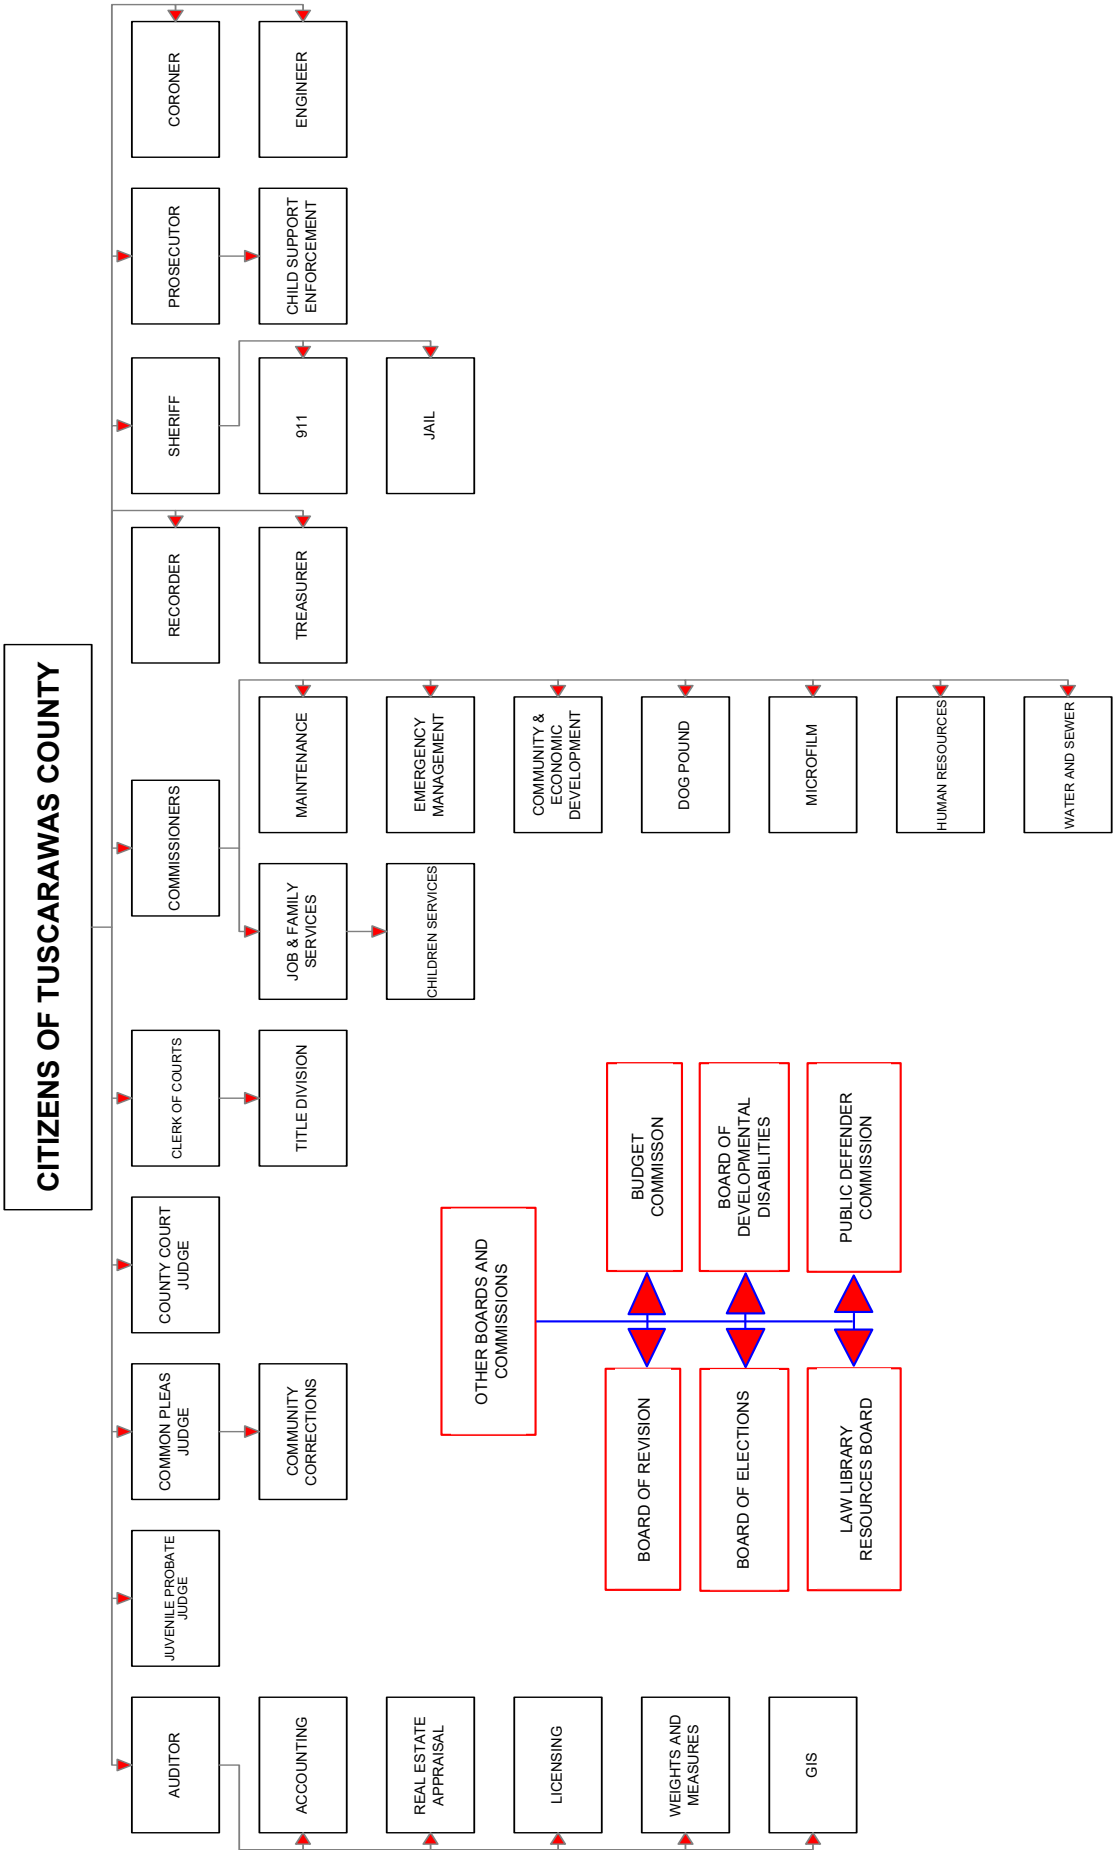 CITIZENS OF TUSCARAWAS COUNTY
AUDITOR
JUVENILE PROBATE
JUDGE
COMMON PLEAS
JUDGE
COUNTY COURT
JUDGE
CLERK OF COURTS
COMMISSIONERS
RECORDER
SHERIFF
PROSECUTOR
CORONER
ACCOUNTING
COMMUNITY
CORRECTIONS
TITLE DIVISION
JOB & FAMILY
SERVICES
MAINTENANCE
TREASURER
911
CHILD SUPPORT
ENFORCEMENT
ENGINEER
REAL ESTATE
APPRAISAL
CHILDREN SERVICES
EMERGENCY
MANAGEMENT
JAIL
OTHER BOARDS AND
COMMISSIONS
LICENSING
COMMUNITY &
ECONOMIC
DEVELOPMENT
BOARD OF REVISION
BUDGET
COMMISSON
WEIGHTS AND
MEASURES
DOG POUND
BOARD OF ELECTIONS
BOARD OF
DEVELOPMENTAL
DISABILITIES
GIS
MICROFILM
LAW LIBRARY
RESOURCES BOARD
PUBLIC DEFENDER
COMMISSION
HUMAN RESOURCES
WATER AND SEWER